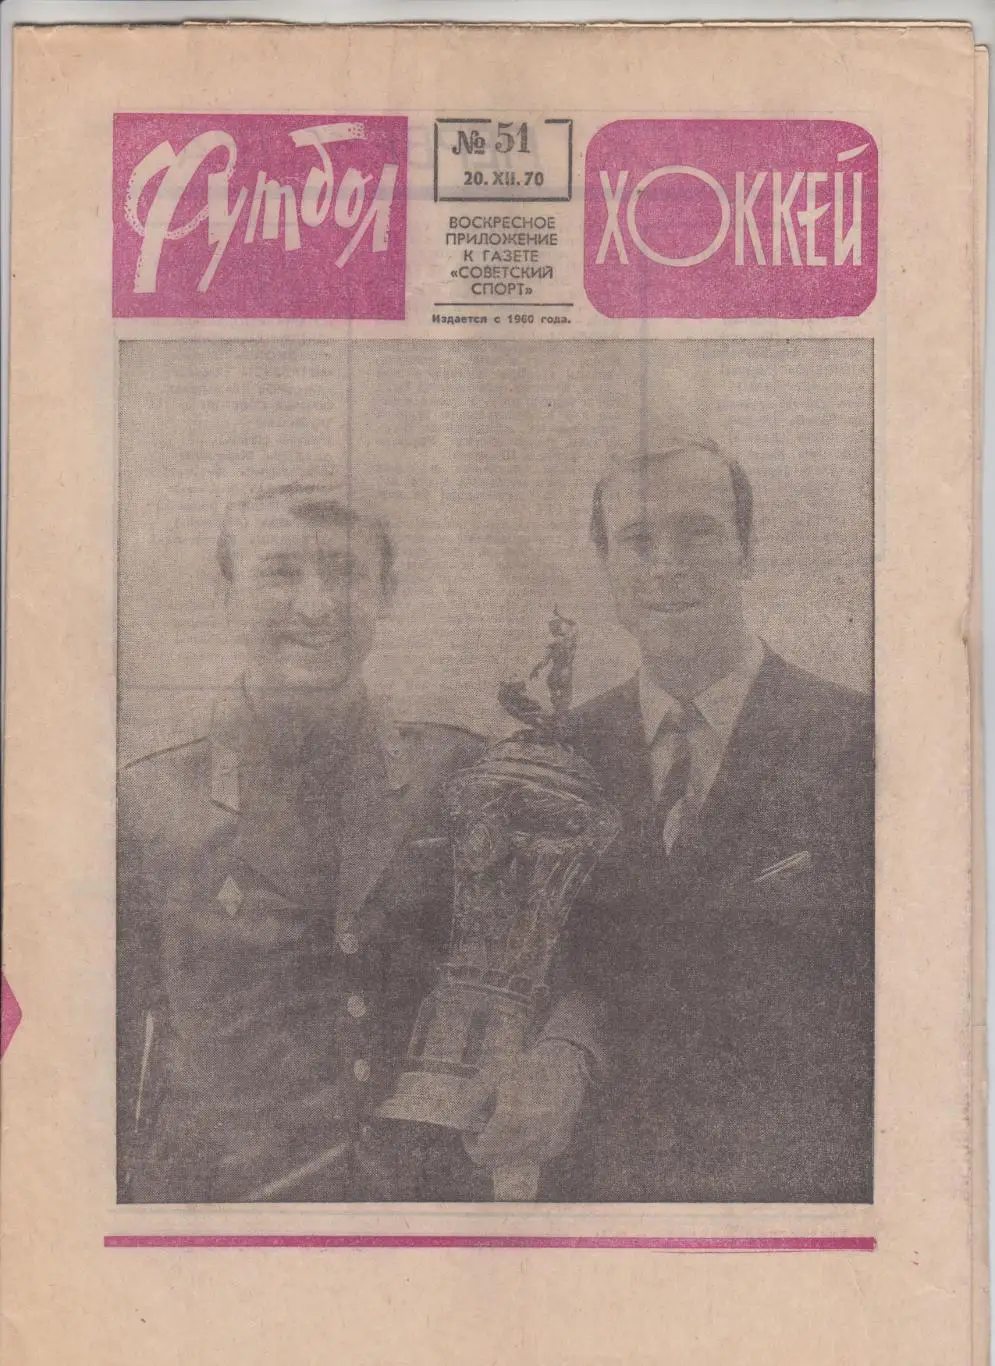 Футбол
№ 51
20. XII. 70
ВОСКРЕСНОЕ
ПРИЛОЖЕНИЕ
К ГАЗЕТЕ
«СОВЕТСКИЙ
СПОРТ»
Издается с 1960 года.
ХОККЕЙ